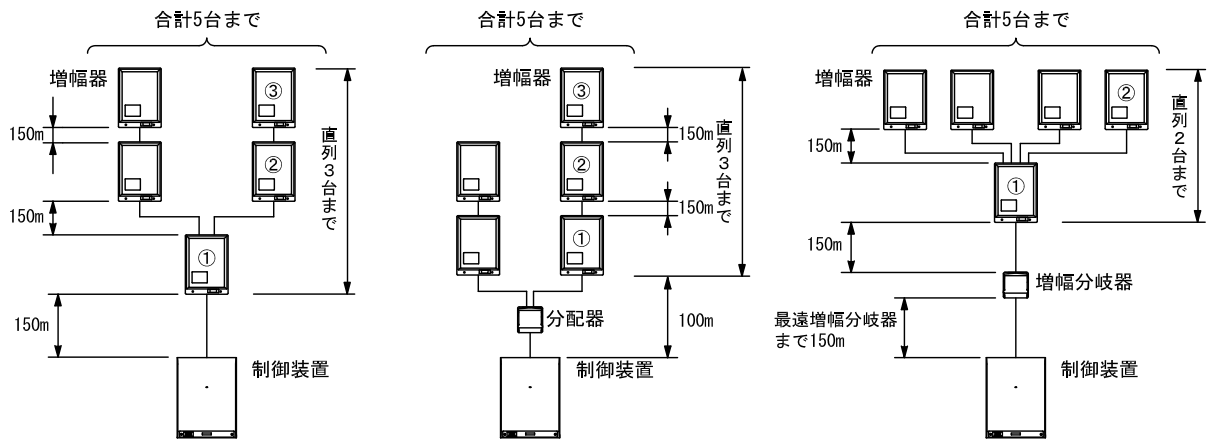 合計5台まで
増幅器
③
150m
②
直列3台まで
150m
①
150m
制御装置
合計5台まで
増幅器
③
150m
②
直列3台まで
150m
①
分配器
100m
制御装置
合計5台まで
増幅器
②
150m
直列2台まで
①
150m
増幅分岐器
最遠増幅分岐器
まで150m
制御装置